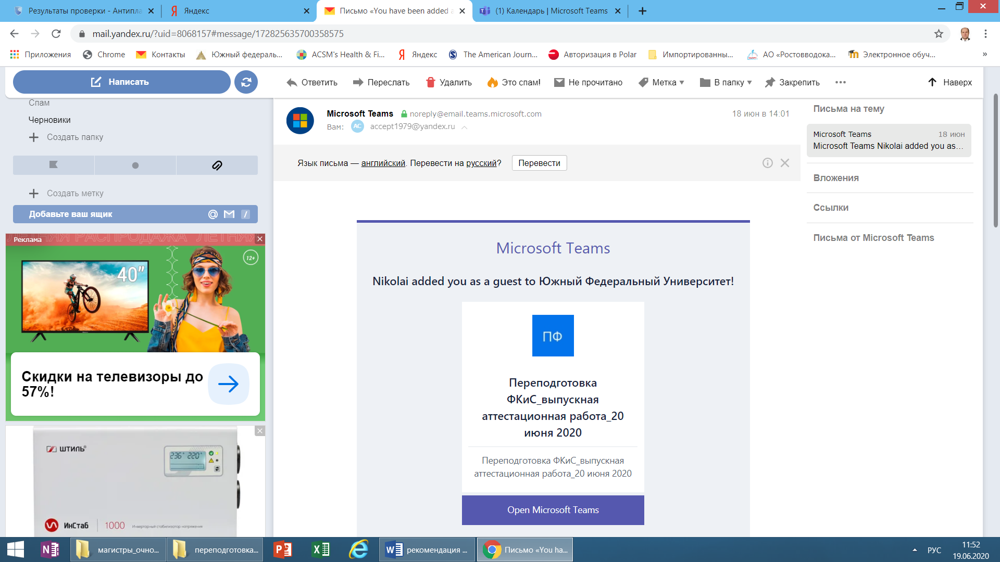 Результаты проверки - Антипла
Яндекс
Письмо «You have been added a
(1) Календарь | Microsoft Teams
mail.yandex.ru/?uid=8068157#message/172825635700358575
Приложения
Chrome
Контакты
Южный федераль...
ACSM's Health & Fi...
Яндекс
The American Journ...
Авторизация в Polar
Импортированны...
АО «Ростовводока...
Электронное обуч...
»
Написать
Ответить
Переслать
Удалить
Это спам!
Не прочитано
Метка
В папку
Закрепить
Наверх
Спам
Черновики
Создать папку
Создать метку
Добавьте ваш ящик
Реклама
ЛЕТНЯЯ РАСПРОДАЖА ЛЕТНЯЯ
40”
12+
Скидки на телевизоры до
57%!
ШТИЛЬ®
236* 220*
ИнСтаб
1000
Инверторный стабилизатор напряжения
Microsoft Teams noreply@email.teams.microsoft.com
18 июн в 14:01
Вам: AC accept1979@yandex.ru
Язык письма — английский. Перевести на русский?
Перевести
Microsoft Teams
Nikolai added you as a guest to Южный Федеральный Университет!
ПФ
Переподготовка
ФКиС_выпускная
аттестационная работа_20
июня 2020
Переподготовка ФКиС_выпускная
аттестационная работа_20 июня 2020
Open Microsoft Teams
Письма на тему
Microsoft Teams 18 июн
Microsoft Teams Nikolai added you as...
Вложения
Ссылки
Письма от Microsoft Teams
магистры_очно...
переподготовка...
рекомендация ...
Письмо «You ha...
РУС
11:52
19.06.2020